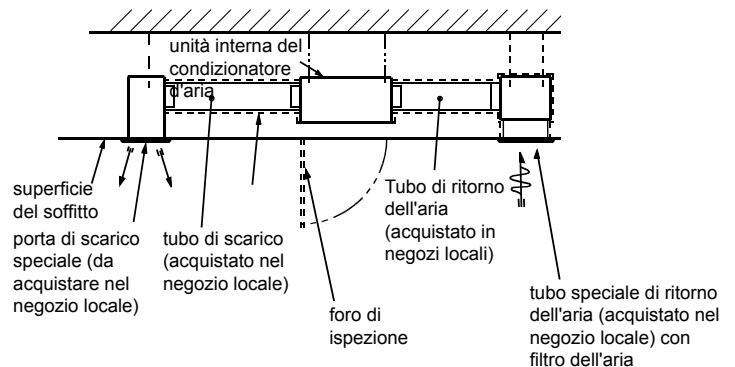 unità interna del
condizionatore
d'aria
superficie
del soffitto
porta di scarico
speciale (da
acquistare nel
negozio locale)
tubo di scarico
(acquistato nel
negozio locale)
foro di
ispezione
Tubo di ritorno
dell'aria
(acquistato in
negozi locali)
tubo speciale di ritorno
dell'aria (acquistato nel
negozio locale) con
filtro dell'aria